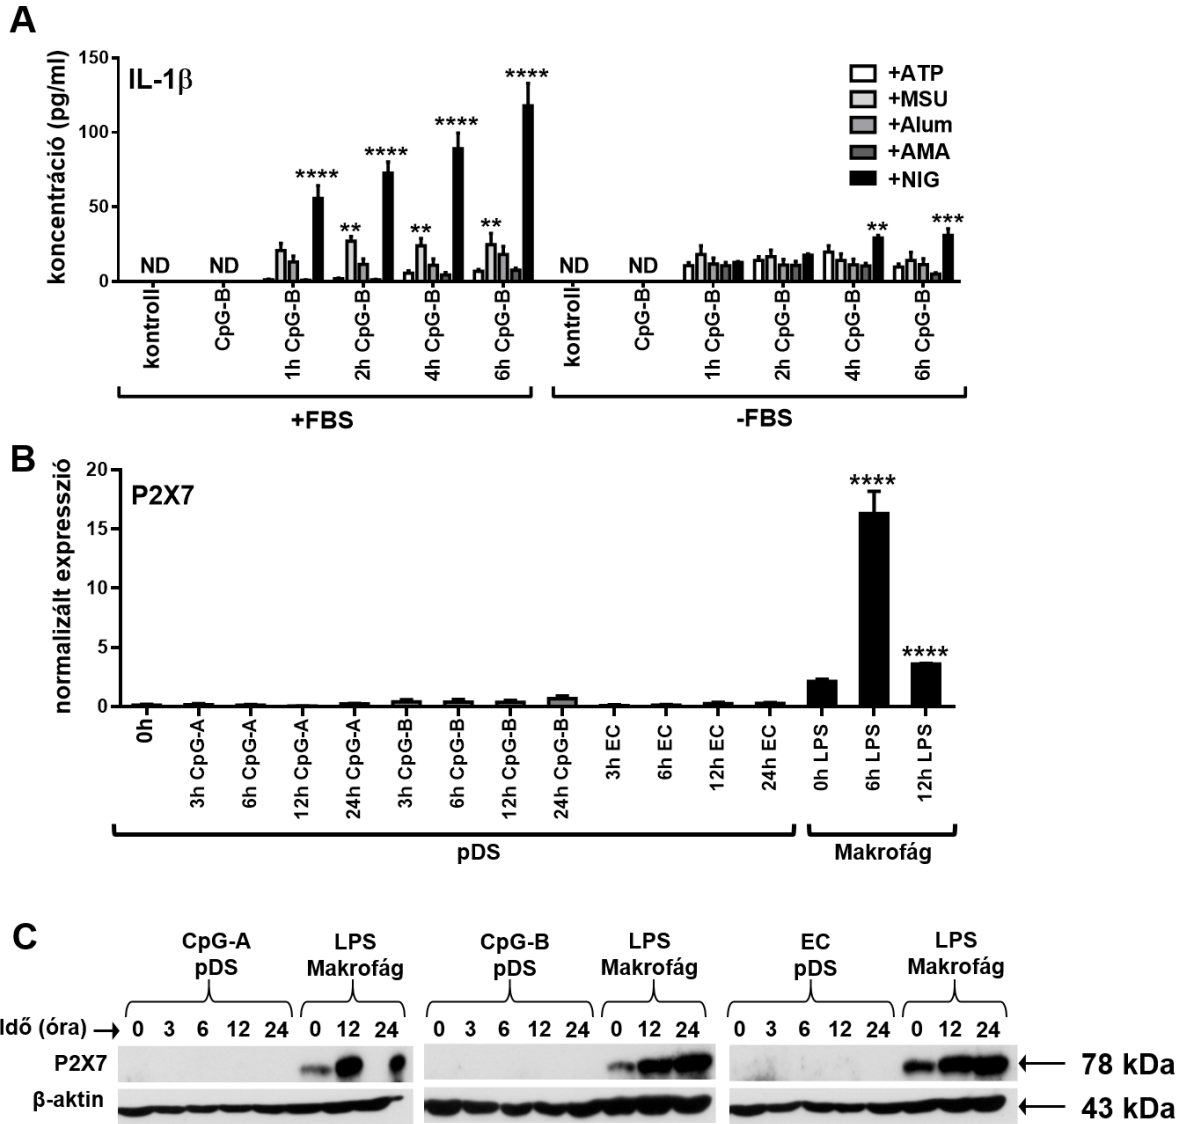 A
IL-1β
koncentráció (pg/ml)
150
100
50
0
+ATP
+MSU
+Alum
+AMA
+NIG
ND
ND
****
**
****
**
****
**
****
ND
ND
**
***
kontroll
CpG-B
1h CpG-B
2h CpG-B
4h CpG-B
6h CpG-B
kontroll
CpG-B
1h CpG-B
2h CpG-B
4h CpG-B
6h CpG-B
+FBS
-FBS
B
P2X7
normalizált expresszió
20
15
10
5
0
****
****
0h
3h CpG-A
6h CpG-A
12h CpG-A
24h CpG-A
3h CpG-B
6h CpG-B
12h CpG-B
24h CpG-B
3h EC
6h EC
12h EC
24h EC
0h LPS
6h LPS
12h LPS
pDS
Makrofág
C
CpG-A pDS
LPS Makrofág
CpG-B pDS
LPS Makrofág
EC pDS
LPS Makrofág
Idő (óra) 0 3 6 12 24 0 12 24 0 3 6 12 24 0 12 24 0 3 6 12 24 0 12 24
P2X7 78 kDa
β-aktin 43 kDa